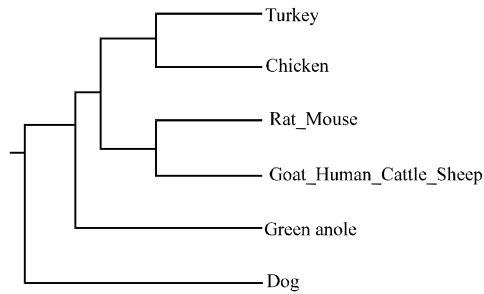 Turkey
Chicken
Rat_Mouse
Goat_Human_Cattle_Sheep
Green anole
Dog